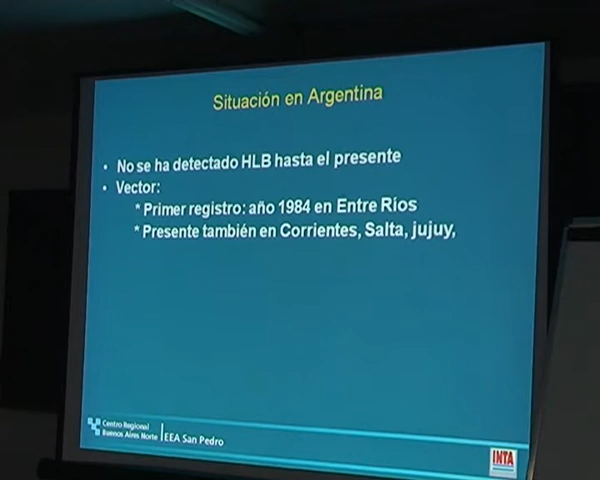 Situación en Argentina
• No se ha detectado HLB hasta el presente
• Vector:
* Primer registro: año 1984 en Entre Ríos
* Presente también en Corrientes, Salta, jujuy,
Centro Regional
Buenos Aires Norte
EEA San Pedro
INTA